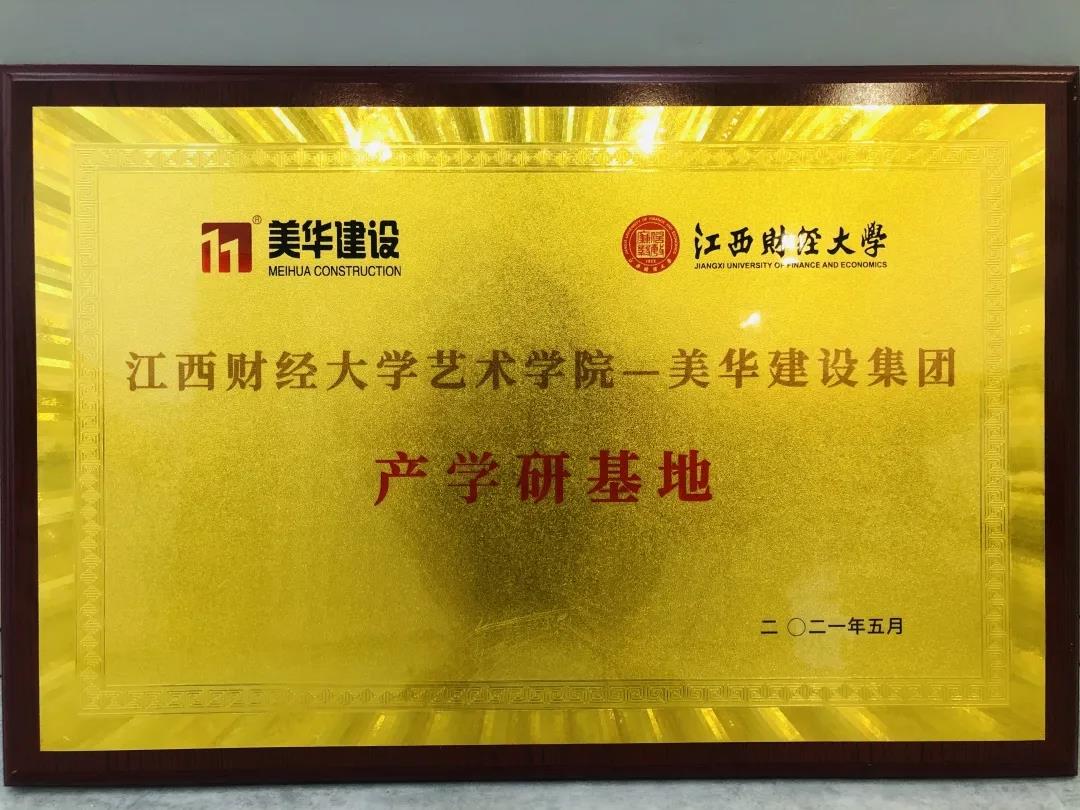 美华建设 ®
MEIHUA CONSTRUCTION
江西财经大学
JIANGXI UNIVERSITY OF FINANCE AND ECONOMICS
江西财经大学艺术学院—美华建设集团
产学研基地
二〇二一年五月